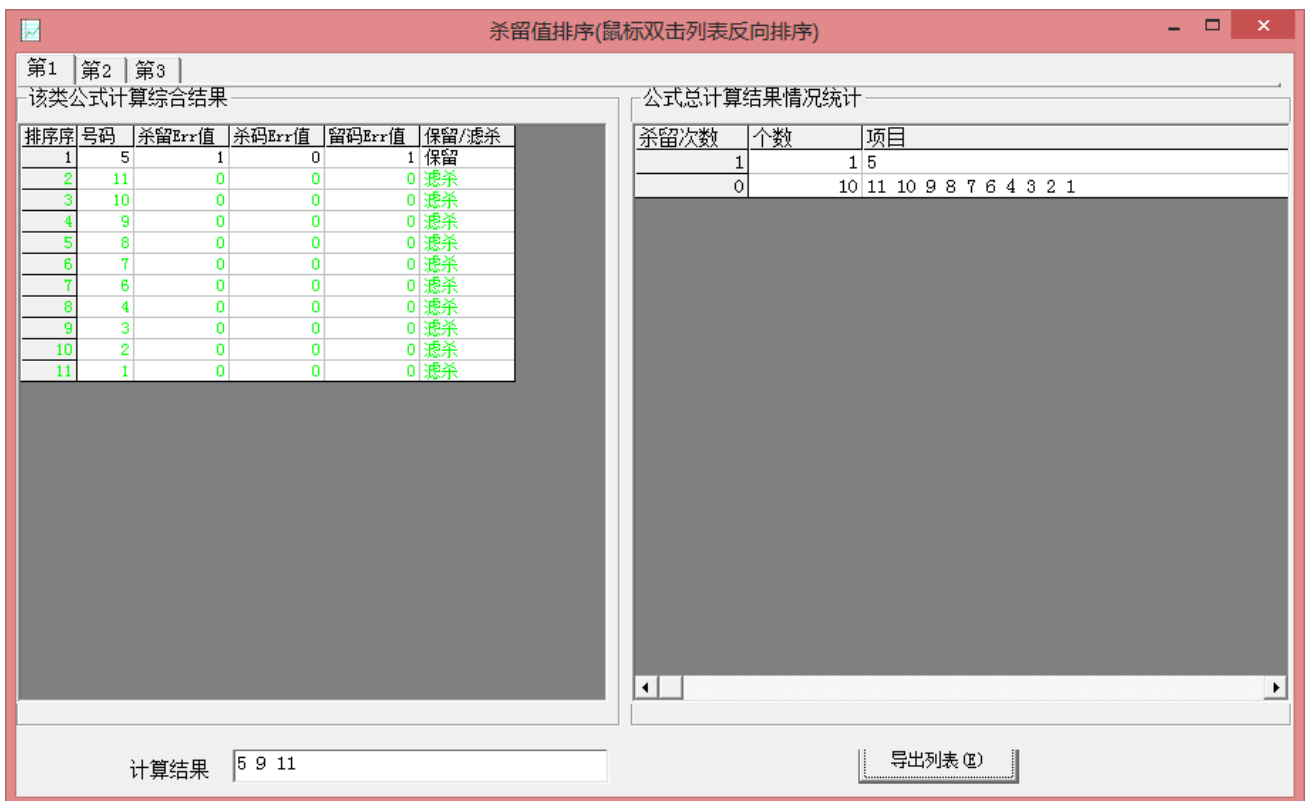 杀留值排序(鼠标双击列表反向排序)
第1 第2 第3
该类公式计算综合结果
排序序 号码 杀留Err值 杀码Err值 留码Err值 保留/滤杀
1 5 1 0 1 保留
2 11 0 0 0 滤杀
3 10 0 0 0 滤杀
4 9 0 0 0 滤杀
5 8 0 0 0 滤杀
6 7 0 0 0 滤杀
7 6 0 0 0 滤杀
8 4 0 0 0 滤杀
9 3 0 0 0 滤杀
10 2 0 0 0 滤杀
11 1 0 0 0 滤杀
公式总计算结果情况统计
杀留次数 个数 项目
1 1 5
0 10 11 10 9 8 7 6 4 3 2 1
计算结果 5 9 11
导出列表(E)